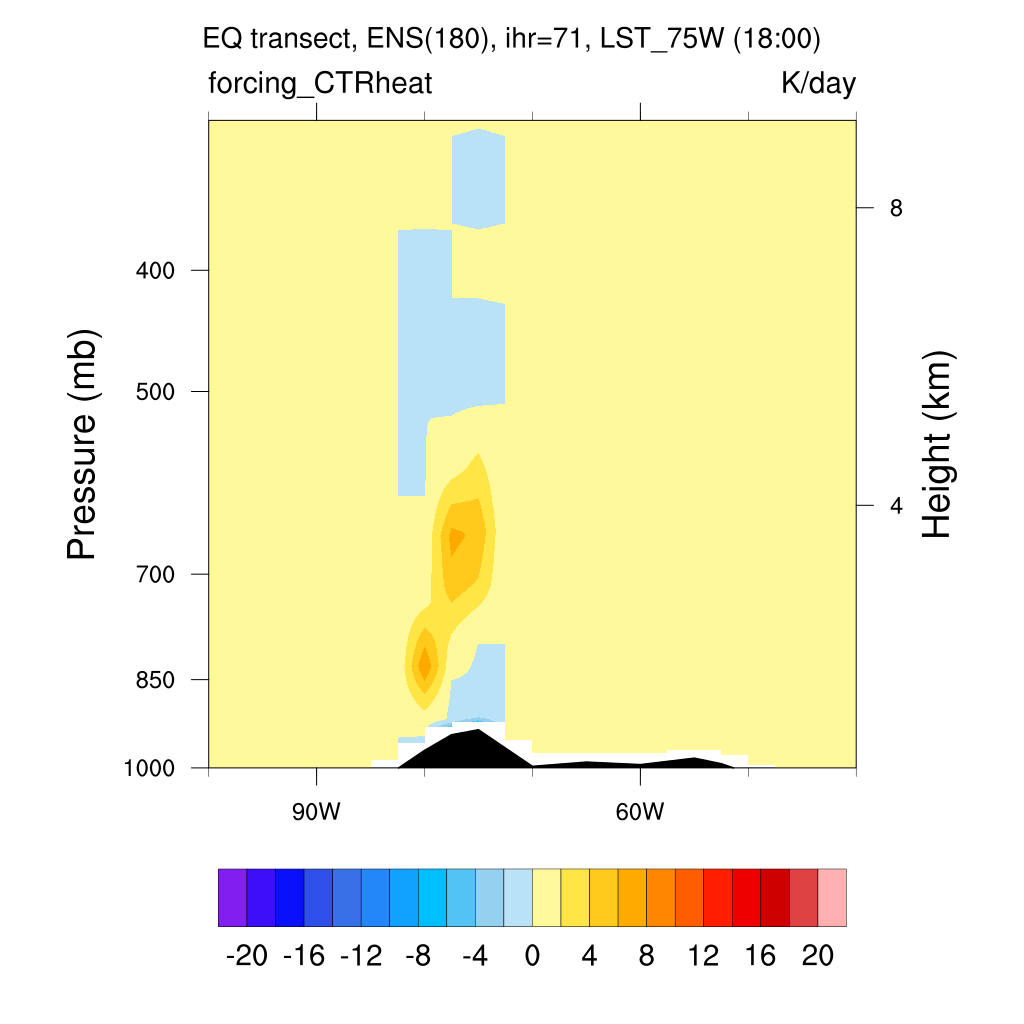 EQ transect, ENS(180), ihr=71, LST_75W (18:00)
forcing_CTRheat K/day
8
400
Pressure (mb)
Height (km)
500
4
700
850
1000
90W 60W
-20 -16 -12 -8 -4 0 4 8 12 16 20